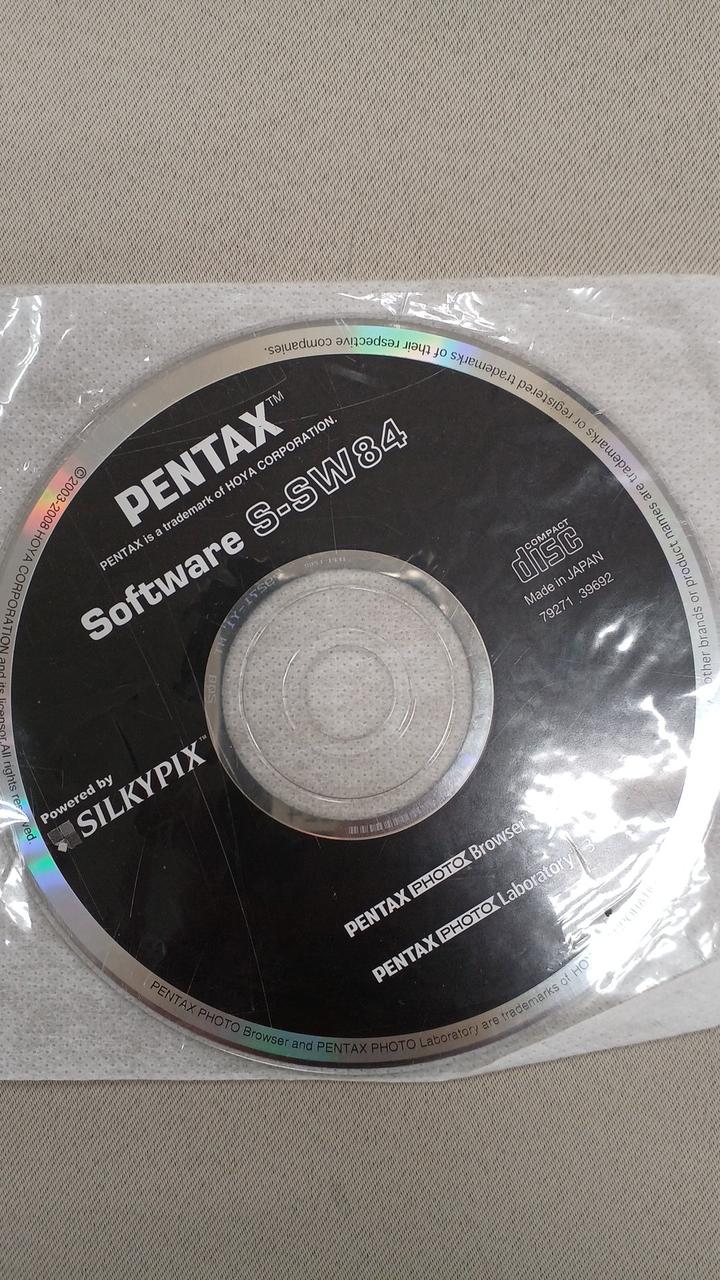 PENTAX™
PENTAX is a trademark of HOYA CORPORATION.
Software S-SW84
COMPACT
disc
Made in JAPAN
79271 39692
Powered by
SILKYPIX™
PENTAX PHOTO Browser
PENTAX PHOTO Laboratory 3
©2003-2008 HOYA CORPORATION and its licensor. All rights reserved.
PENTAX PHOTO Browser and PENTAX PHOTO Laboratory are trademarks of HOYA CORPORATION
other brands or product names are trademarks or registered trademarks of their respective companies.